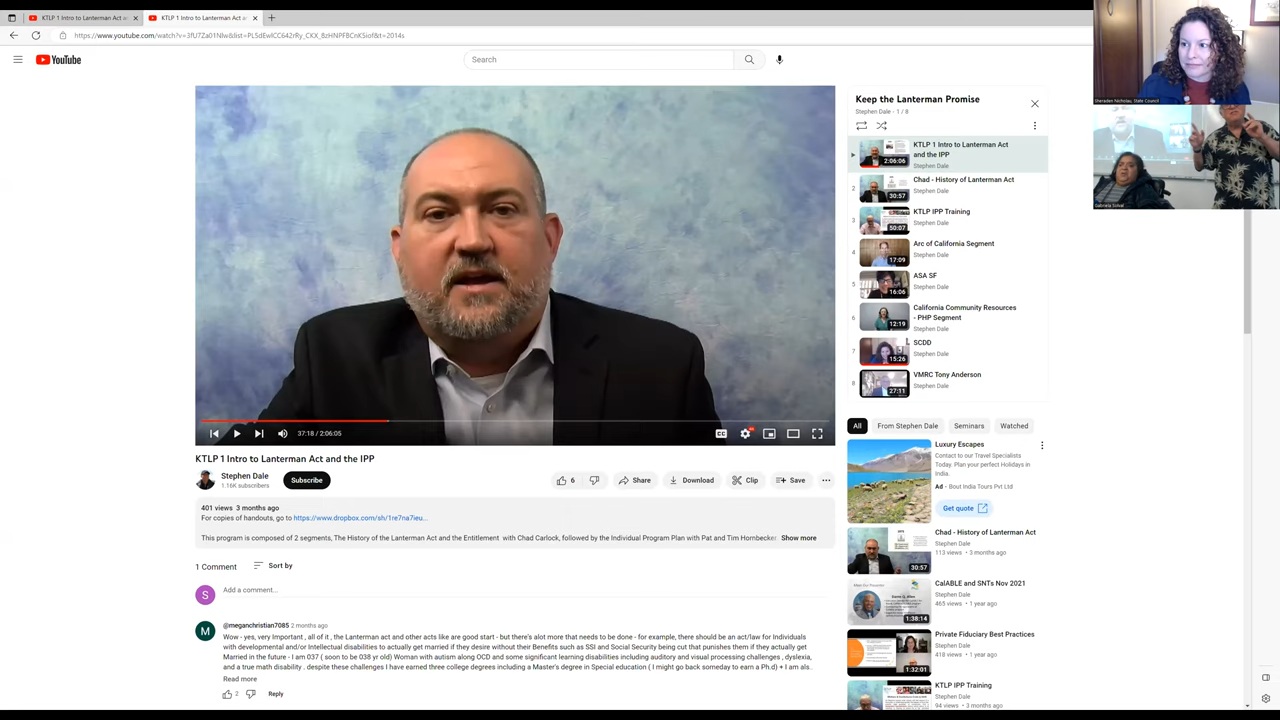 KTLP 1 Intro to Lanterman Act a
KTLP 1 Intro to Lanterman Act a
https://www.youtube.com/watch?v=3fU7Za01NIw&list=PL5dEwlCC642rRy_CKX_8zHNPFBCnKSiof&t=2014s
YouTube
Search
Sheraden Nicholau, State Council
Gabriela Solval
Keep the Lanterman Promise
Stephen Dale - 1 / 8
KTLP 1 Intro to Lanterman Act
and the IPP
Stephen Dale
2:06:06
2
Chad - History of Lanterman Act
Stephen Dale
30:57
3
KTLP IPP Training
Stephen Dale
50:07
4
Arc of California Segment
Stephen Dale
17:09
5
ASA SF
Stephen Dale
16:06
6
California Community Resources
- PHP Segment
Stephen Dale
12:19
7
SCDD
Stephen Dale
15:26
8
VMRC Tony Anderson
Stephen Dale
27:11
37:18 / 2:06:05
CC
KTLP 1 Intro to Lanterman Act and the IPP
Stephen Dale
1.16K subscribers
Subscribe
6
Share
Download
Clip
Save
401 views 3 months ago
For copies of handouts, go to https://www.dropbox.com/sh/1re7na7ieu...
This program is composed of 2 segments, The History of the Lanterman Act and the Entitlement with Chad Carlock, followed by the Individual Program Plan with Pat and Tim Hornbecker. Show more
1 Comment
Sort by
S
Add a comment...
M
@meganchristian7085 2 months ago
Wow - yes, very Important , all of it , the Lanterman act and other acts like are good start - but there's alot more that needs to be done - for example, there should be an act/law for Individuals
with developmental and/or Intellectual disabilities to actually get married if they desire without their Benefits such as SSI and Social Security being cut that punishes them if they actually get
Married in the future - I am 037 ( soon to be 038 yr old) Woman with autism along OCD and some significant learning disabilities including auditory and visual processing challenges , dyslexia,
and a true math disability . despite these challenges I have earned three college degrees including a Master's degree in Special education ( I might go back someday to earn a Ph.d) + I am als.
Read more
2
Reply
All
From Stephen Dale
Seminars
Watched
Luxury Escapes
Contact to our Travel Specialists
Today. Plan your perfect Holidays in
India.
Ad - Bout India Tours Pvt Ltd
Get quote
Chad - History of Lanterman Act
Stephen Dale
113 views • 3 months ago
30:57
CalABLE and SNTs Nov 2021
Stephen Dale
465 views • 1 year ago
1:38:14
Private Fiduciary Best Practices
Stephen Dale
418 views • 1 year ago
1:32:01
KTLP IPP Training
Stephen Dale
94 views • 3 months ago